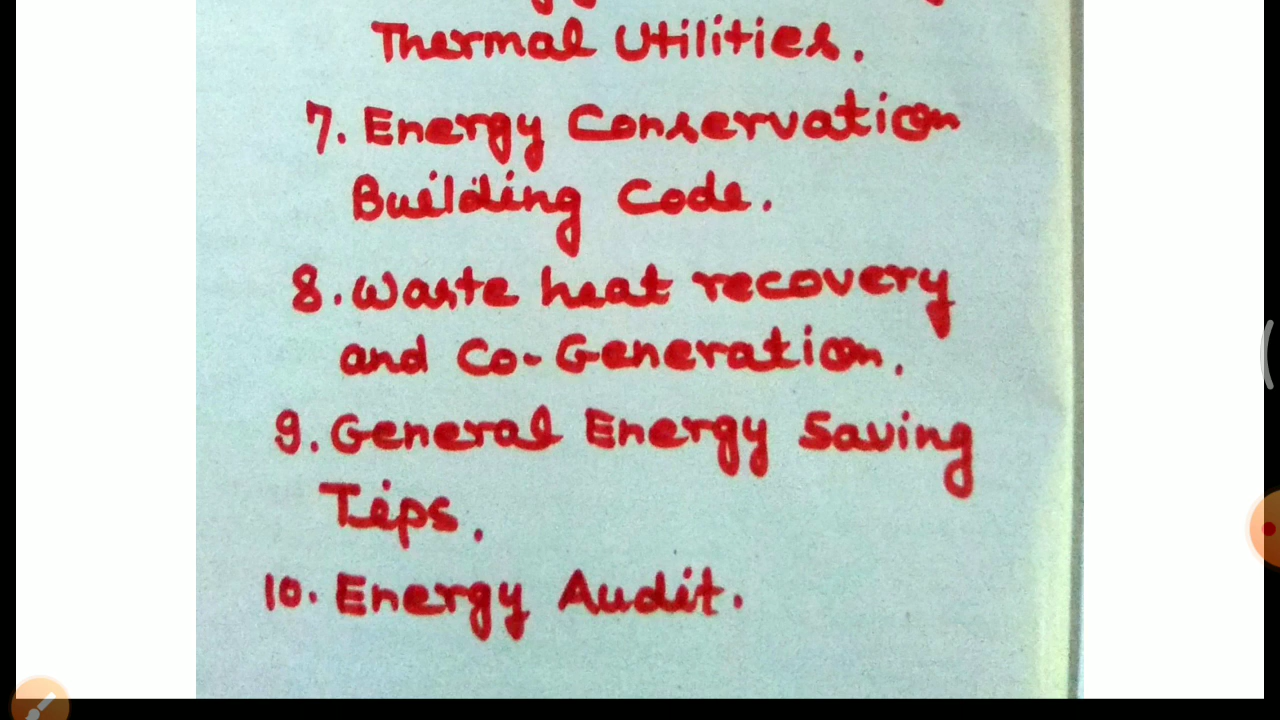 Thermal Utilities.
7. Energy Conservation
Building Code.
8. Waste heat recovery
and Co-Generation.
9. General Energy Saving
Tips.
10. Energy Audit.